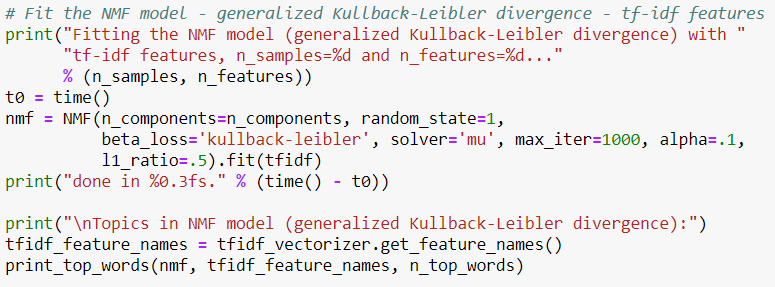 # Fit the NMF model - generalized Kullback-Leibler divergence - tf-idf features
print("Fitting the NMF model (generalized Kullback-Leibler divergence) with "
      "tf-idf features, n_samples=%d and n_features=%d..."
      % (n_samples, n_features))
t0 = time()
nmf = NMF(n_components=n_components, random_state=1,
          beta_loss='kullback-leibler', solver='mu', max_iter=1000, alpha=.1,
          l1_ratio=.5).fit(tfidf)
print("done in %0.3fs." % (time() - t0))

print("\nTopics in NMF model (generalized Kullback-Leibler divergence):")
tfidf_feature_names = tfidf_vectorizer.get_feature_names()
print_top_words(nmf, tfidf_feature_names, n_top_words)